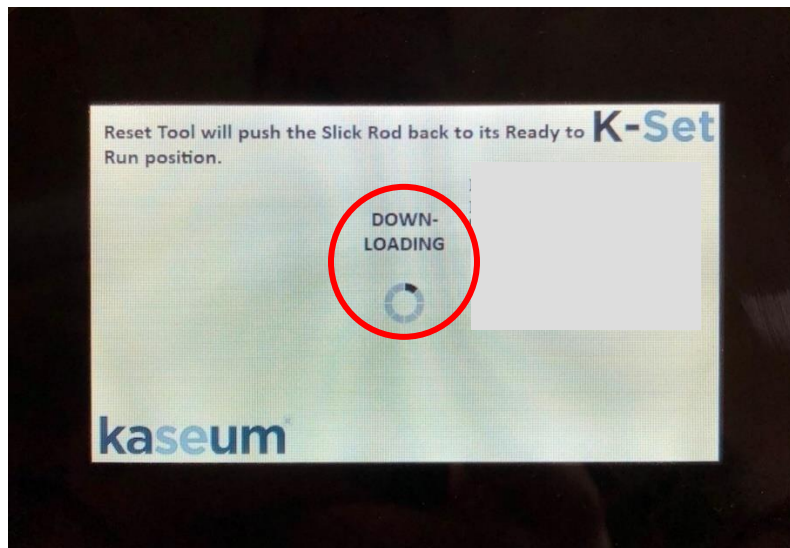 Reset Tool will push the Slick Rod back to its Ready to
Run position.
K-Set
DOWN-
LOADING
kaseum